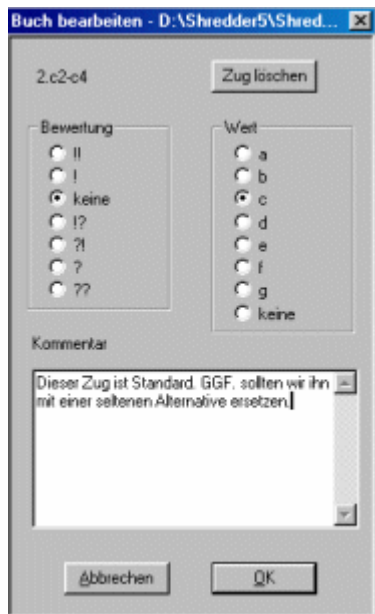 Buch bearbeiten - D:\Shredder5\Shred...
2.c2-c4
Zug löschen
Bewertung
!!
!
keine
!?
?!
?
??
Wert
a
b
c
d
e
f
g
keine
Kommentar
Dieser Zug ist Standard. GGF. sollten wir ihn
mit einer seltenen Alternative ersetzen.
Abbrechen
OK